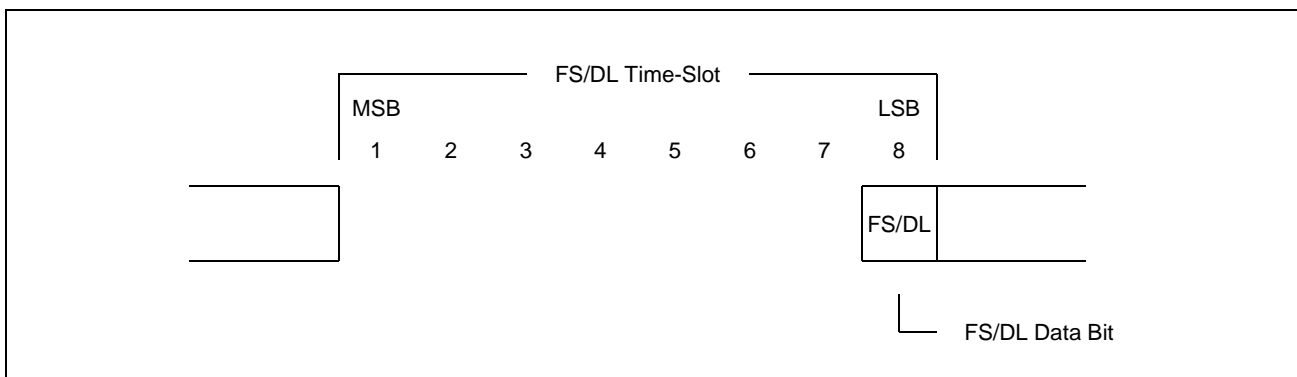 FS/DL Time-Slot
MSB LSB
1 2 3 4 5 6 7 8
FS/DL
FS/DL Data Bit